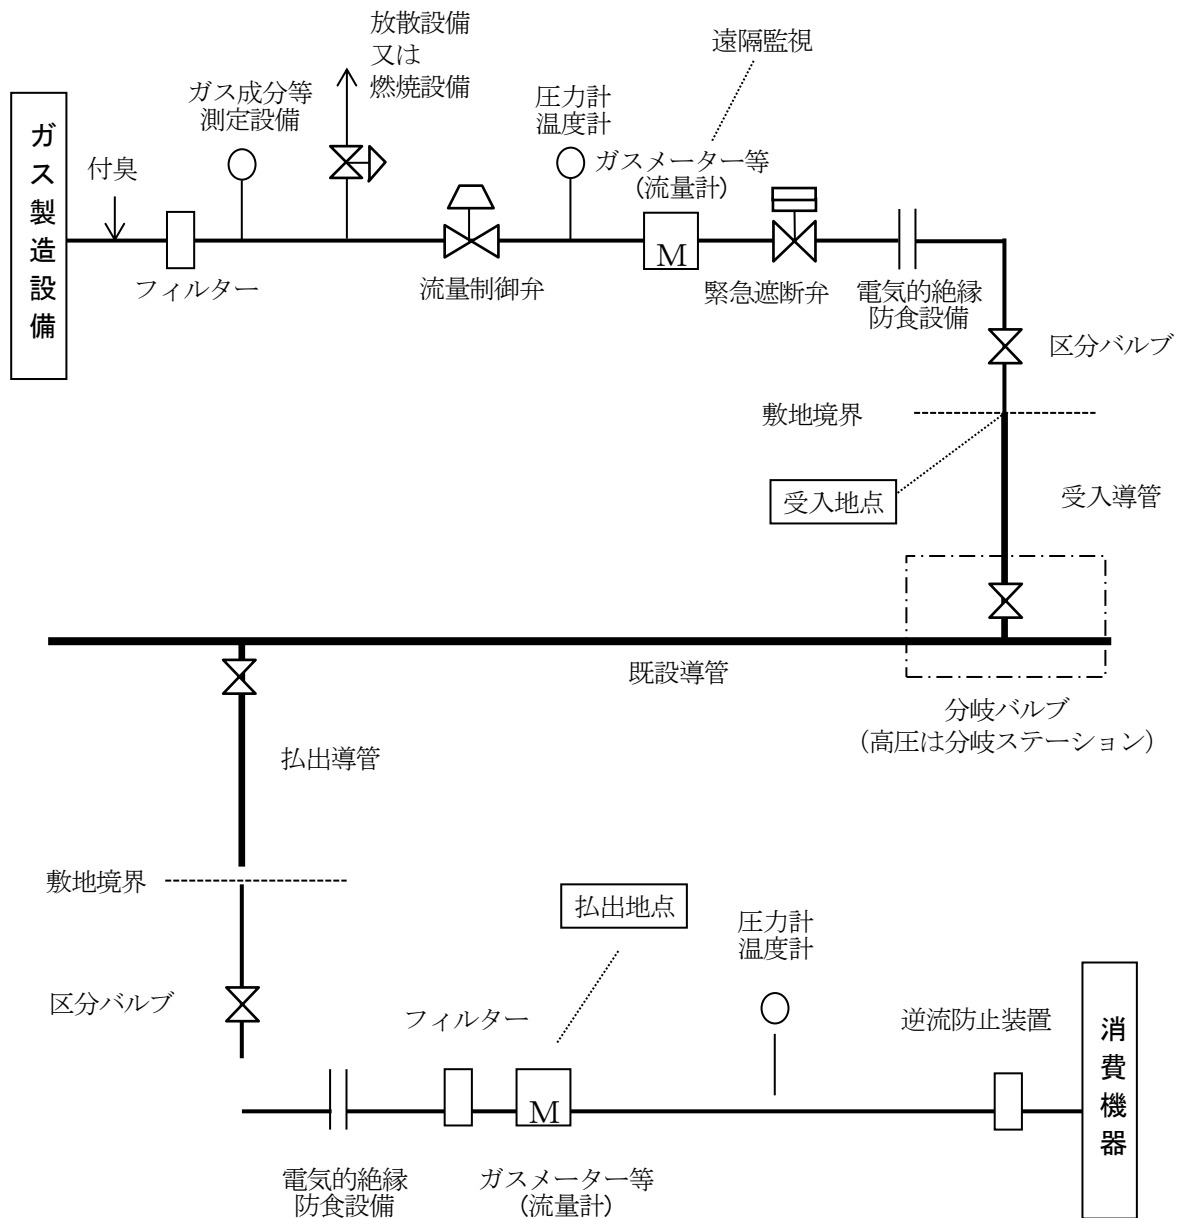 放散設備
又は
燃焼設備
遠隔監視
ガス成分等
測定設備
圧力計
温度計
ガス製造設備
付臭
ガスメーター等
(流量計)
M
フィルター
流量制御弁
緊急遮断弁
電気的絶縁
防食設備
区分バルブ
敷地境界
受入地点
受入導管
既設導管
分岐バルブ
(高圧は分岐ステーション)
払出導管
敷地境界
払出地点
圧力計
温度計
区分バルブ
フィルター
逆流防止装置
消費機器
M
電気的絶縁
防食設備
ガスメーター等
(流量計)